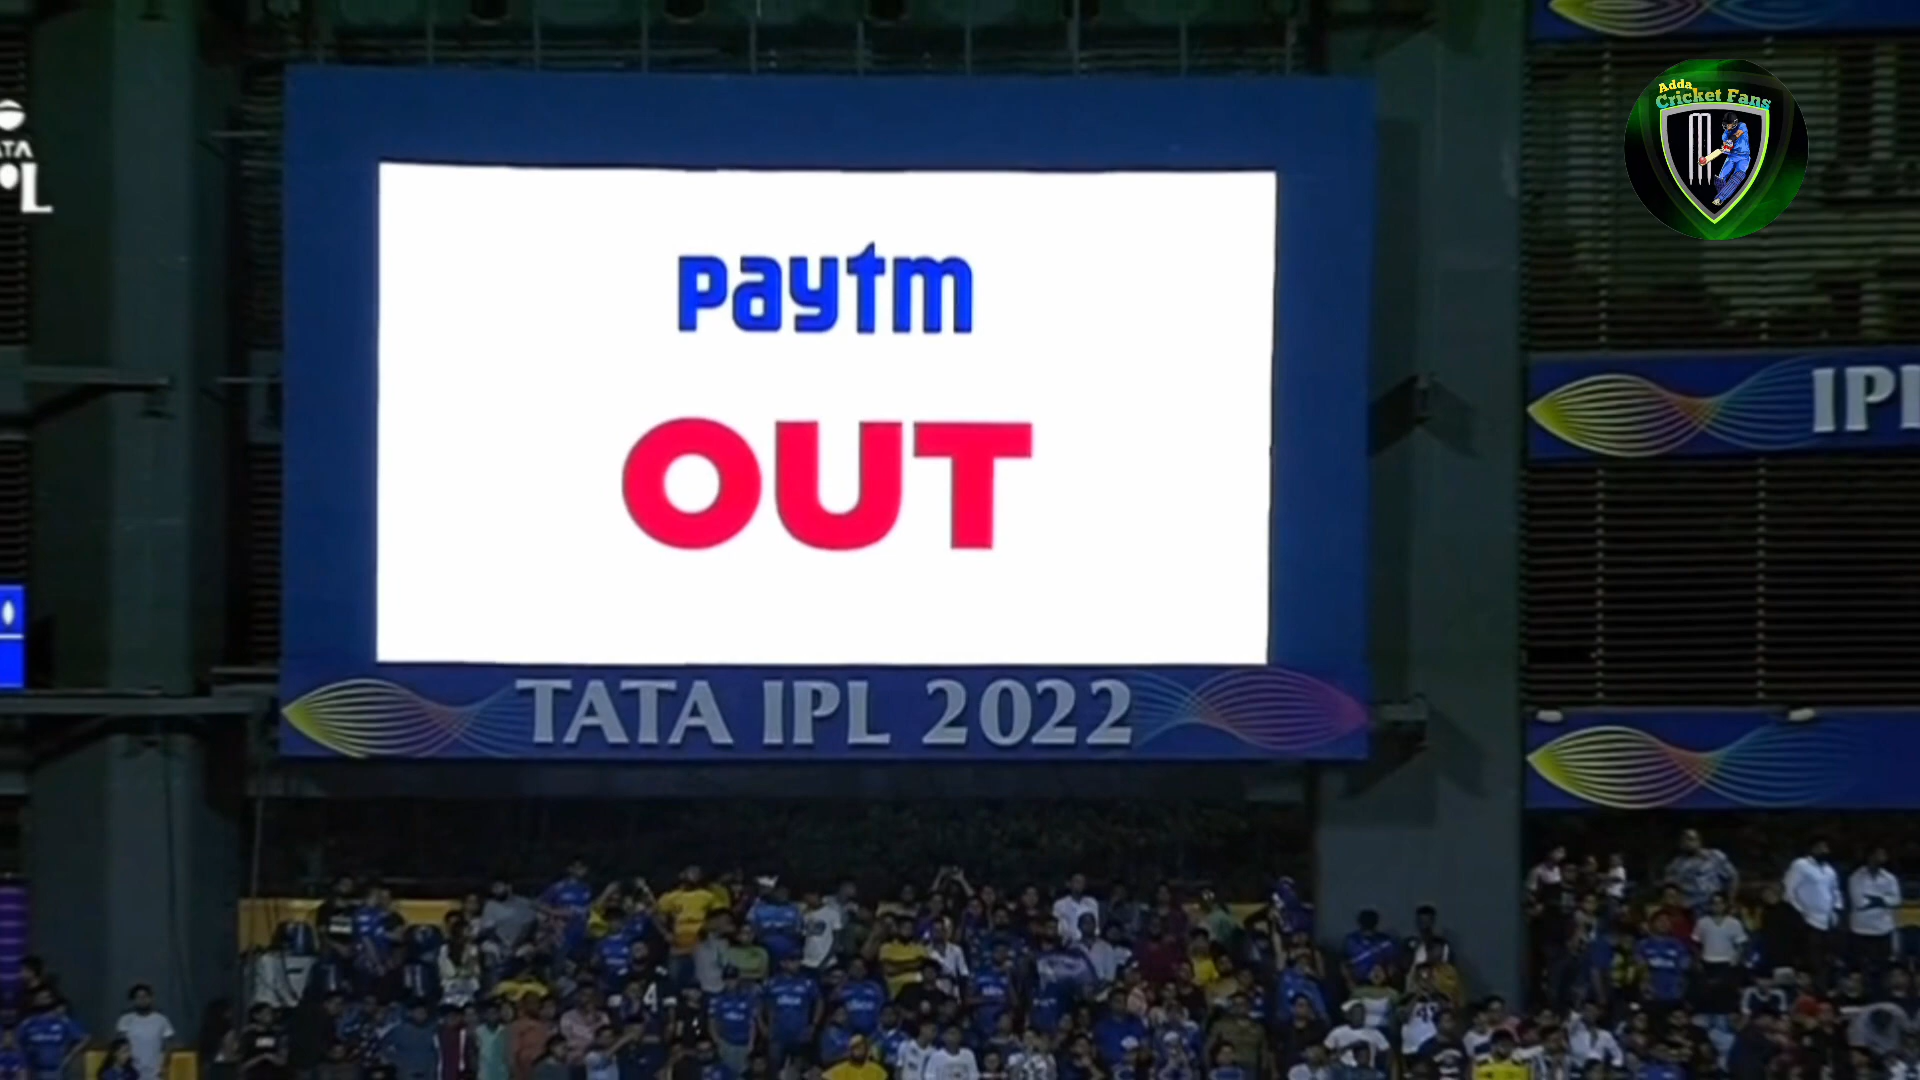 Adda
Cricket Fans
paytm
OUT
IPL
TATA IPL 2022